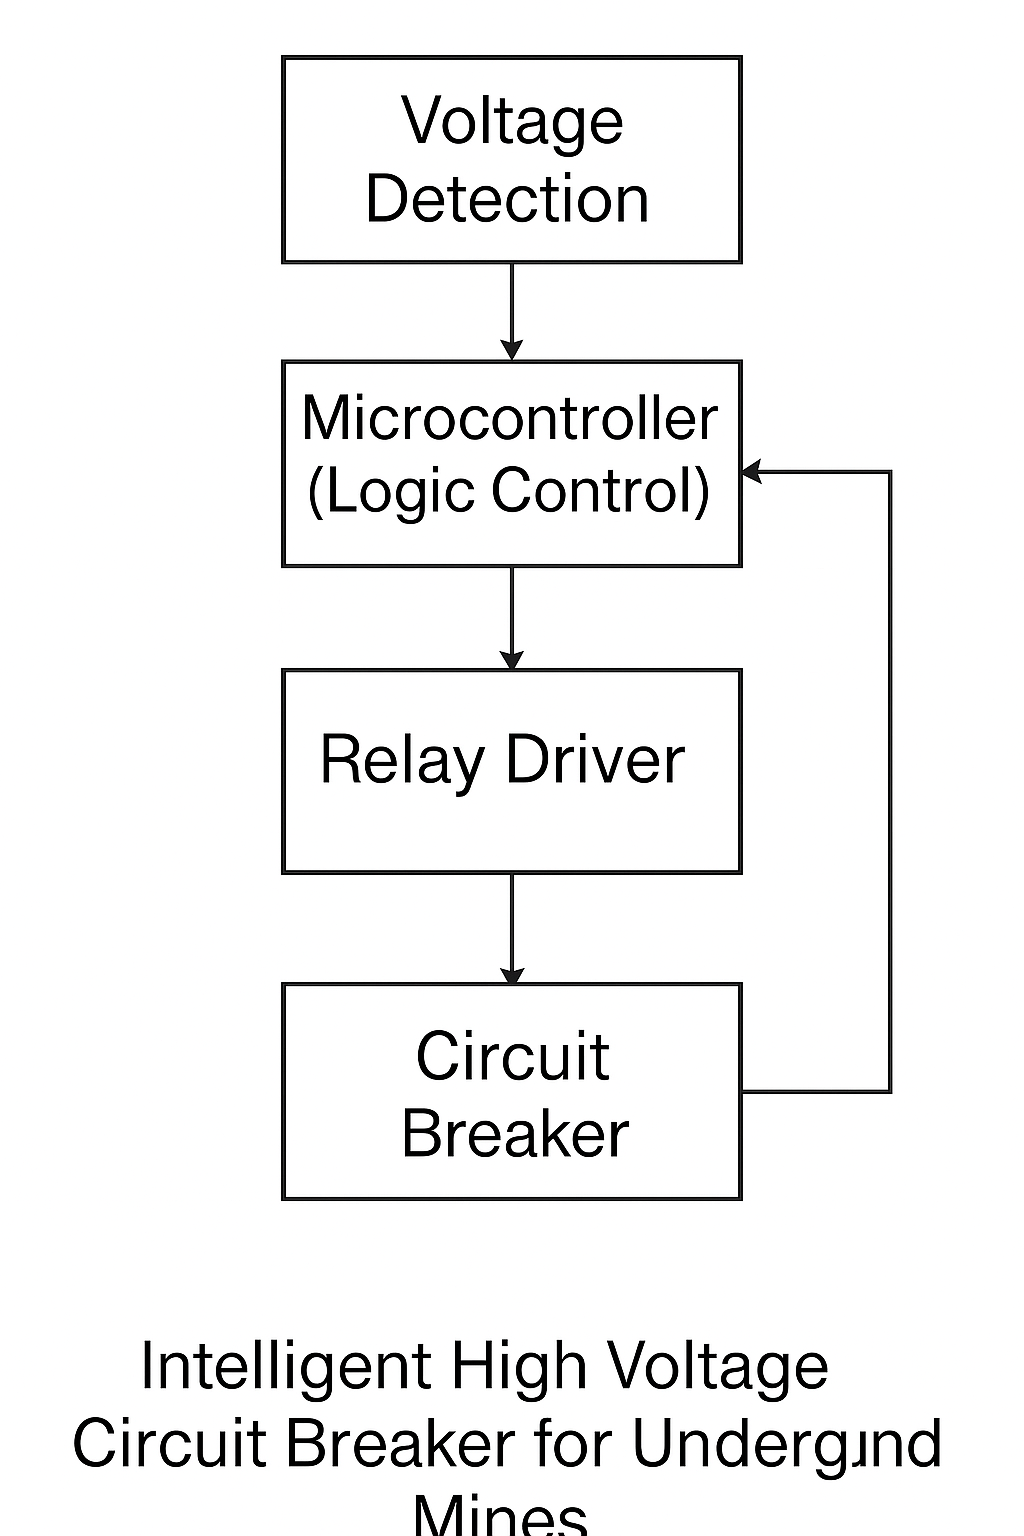 Voltage
Detection
Microcontroller
(Logic Control)
Relay Driver
Circuit
Breaker
Intelligent High Voltage
Circuit Breaker for
Mines